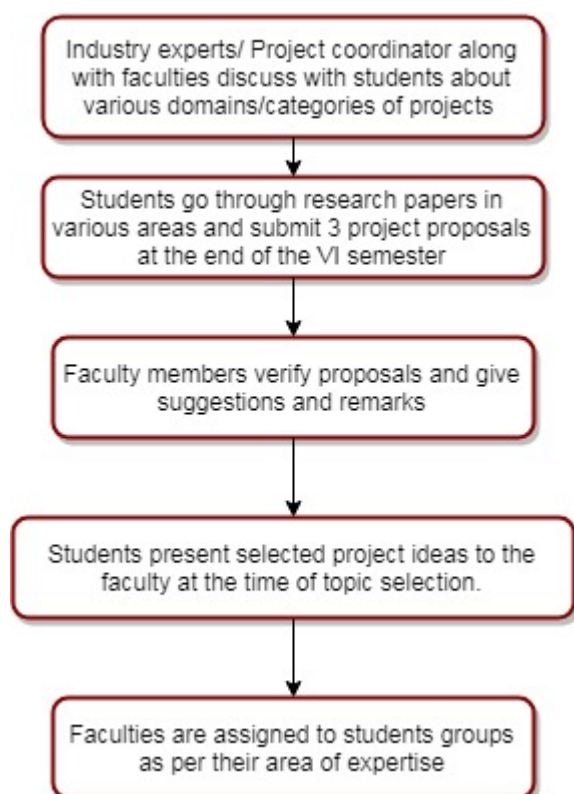 Industry experts/ Project coordinator along
with faculties discuss with students about
various domains/categories of projects
Students go through research papers in
various areas and submit 3 project proposals
at the end of the VI semester
Faculty members verify proposals and give
suggestions and remarks
Students present selected project ideas to the
faculty at the time of topic selection.
Faculties are assigned to students groups
as per their area of expertise